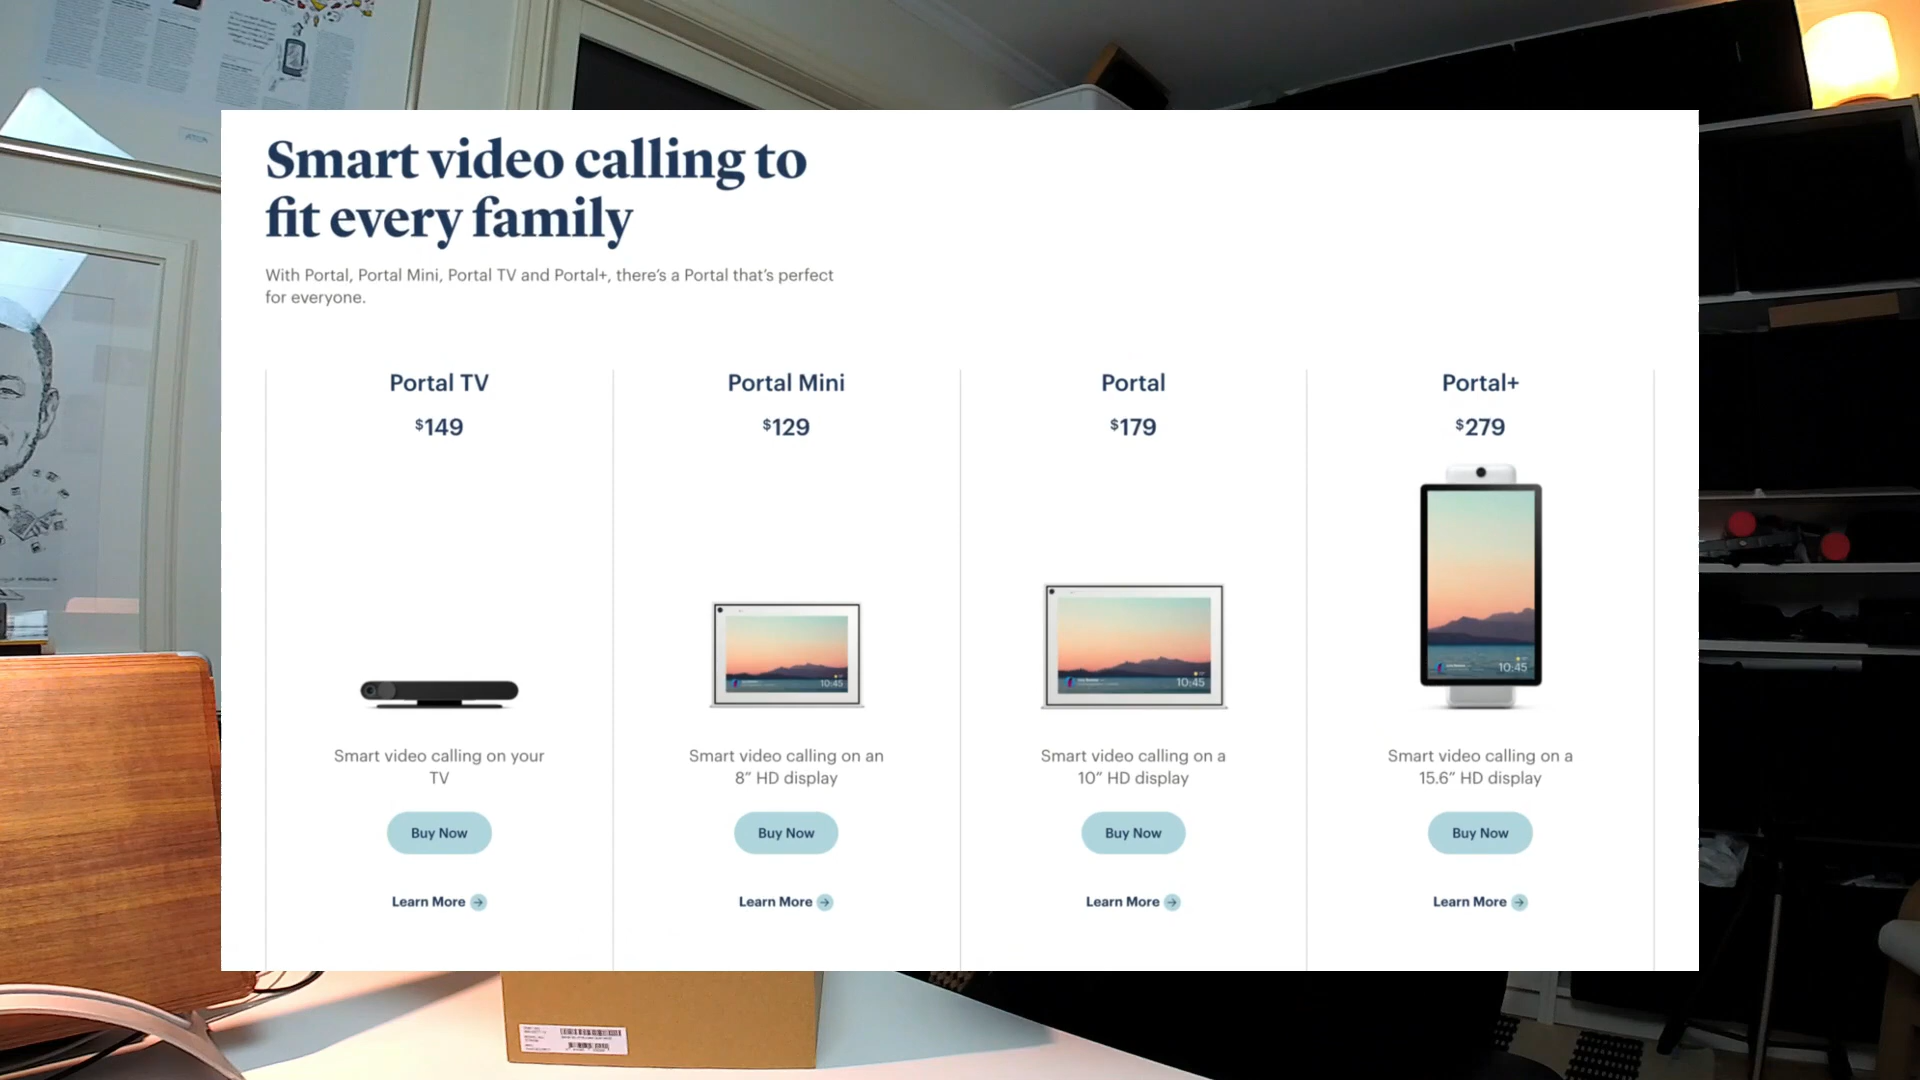 Smart video calling to
fit every family
With Portal, Portal Mini, Portal TV and Portal+, there's a Portal that's perfect
for everyone.
Portal TV
$149
Smart video calling on your
TV
Buy Now
Learn More
Portal Mini
$129
10:45
Smart video calling on an
8" HD display
Buy Now
Learn More
Portal
$179
10:45
Smart video calling on a
10" HD display
Buy Now
Learn More
Portal+
$279
10:45
Smart video calling on a
15.6" HD display
Buy Now
Learn More